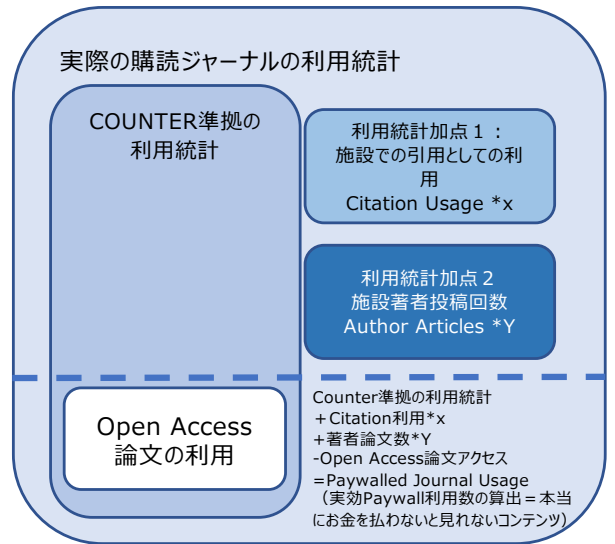 実際の購読ジャーナルの利用統計
COUNTER準拠の
利用統計
利用統計加点１：
施設での引用としての利
用
Citation Usage *x
利用統計加点２
施設著者投稿回数
Author Articles *Y
Open Access
論文の利用
Counter準拠の利用統計
＋Citation利用*x
+著者論文数*Y
-Open Access論文アクセス
=Paywalled Journal Usage
（実効Paywall利用数の算出＝本当
にお金を払わないと見れないコンテンツ）